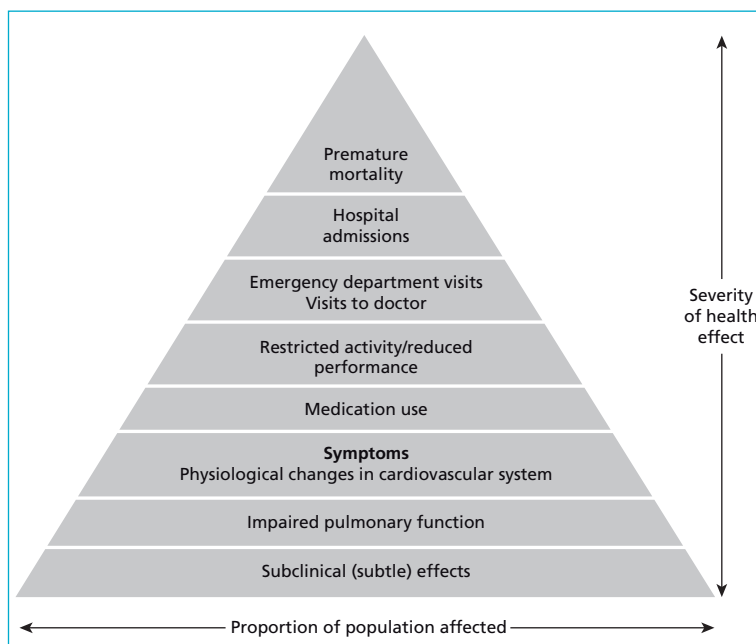 Premature
mortality
Hospital
admissions
Emergency department visits
Visits to doctor
Restricted activity/reduced
performance
Medication use
Symptoms
Physiological changes in cardiovascular system
Impaired pulmonary function
Subclinical (subtle) effects
Severity
of health
effect
Proportion of population affected